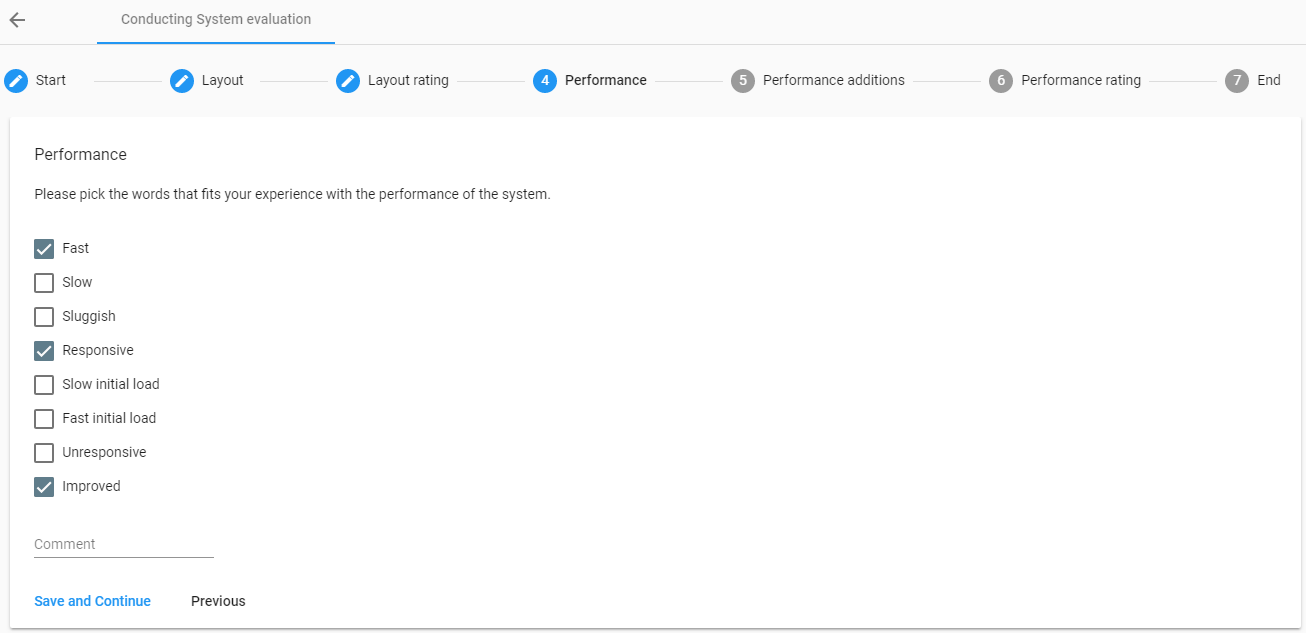 Conducting System evaluation
Start Layout Layout rating 4 Performance 5 Performance additions 6 Performance rating 7 End
Performance
Please pick the words that fits your experience with the performance of the system.
Fast
Slow
Sluggish
Responsive
Slow initial load
Fast initial load
Unresponsive
Improved
Comment
Save and Continue Previous